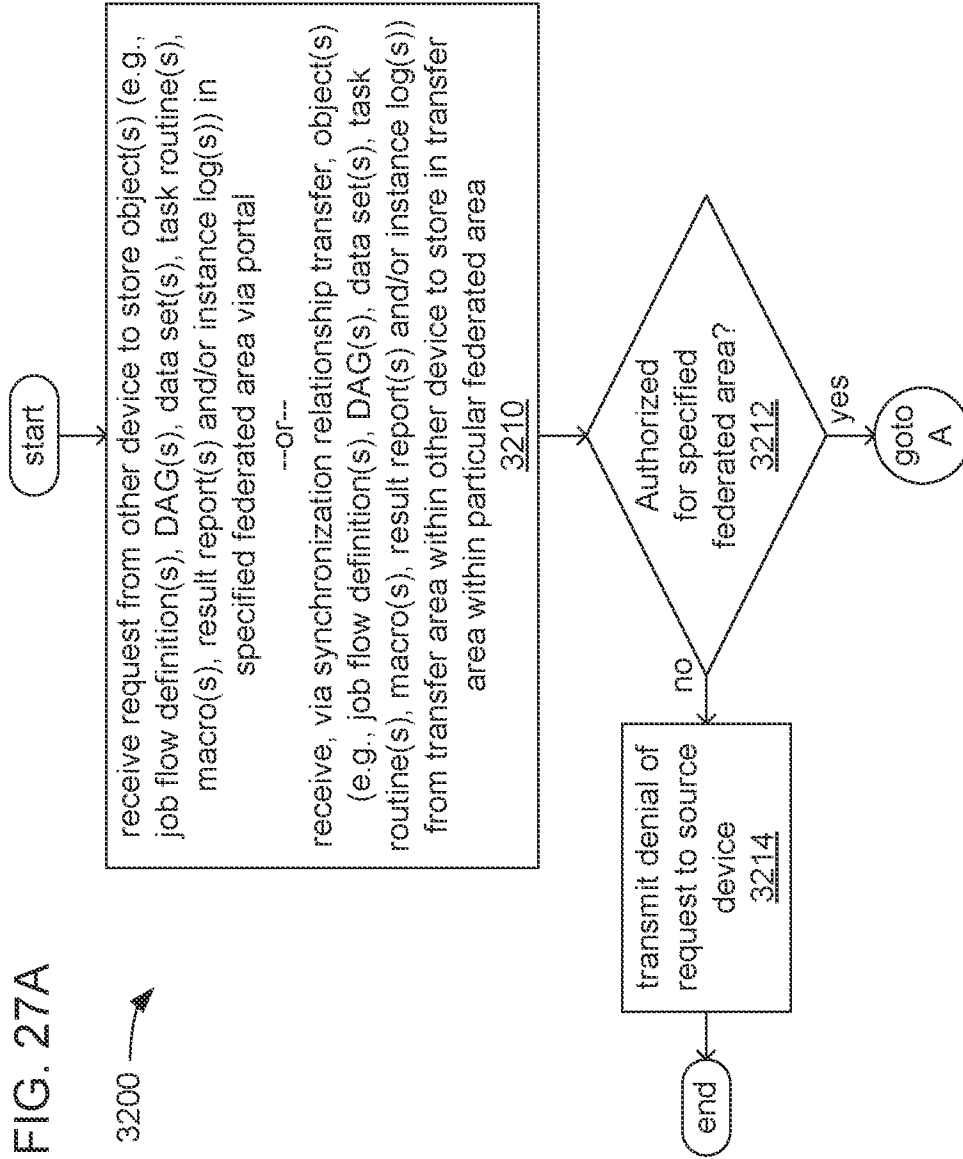 FIG. 27A
3200
start
receive request from other device to store object(s) (e.g.,
job flow definition(s), DAG(s), data set(s), task routine(s),
macro(s), result report(s) and/or instance log(s)) in
specified federated area via portal
---or---
receive, via synchronization relationship transfer, object(s)
(e.g., job flow definition(s), DAG(s), data set(s), task
routine(s), macro(s), result report(s) and/or instance log(s))
from transfer area within other device to store in transfer
area within particular federated area
3210
Authorized
for specified
federated area?
3212
no
yes
transmit denial of
request to source
device
3214
end
goto
A